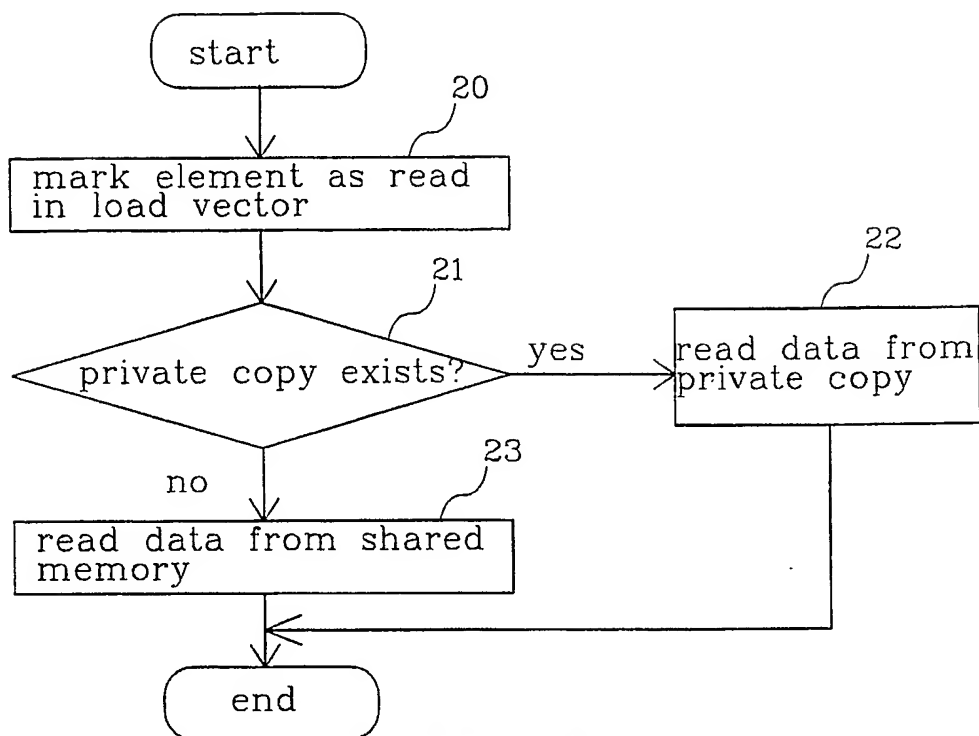 start
20
mark element as read
in load vector
21
private copy exists?
yes
22
read data from
private copy
no
23
read data from shared
memory
end